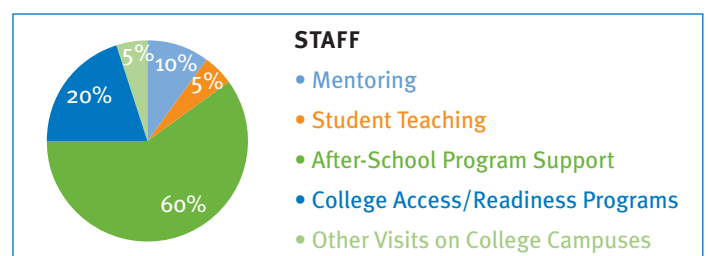 STAFF
5%
10%
• Mentoring
5%
20%
• Student Teaching
• After-School Program Support
60%
• College Access/Readiness Programs
• Other Visits on College Campuses